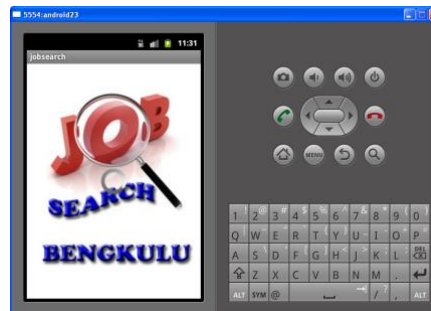 5554:android23
11:31
jobsearch
JOB
SEARCH
BENGKULU
MENU
1 ! 2 @ 3 # 4 $ 5 % 6 ^ 7 & 8 * 9 ( 0 )
Q W E R T Y U I O P
A S D F G H J K L DEL
Z X C V B N M .
ALT SYM @ / ? , ALT